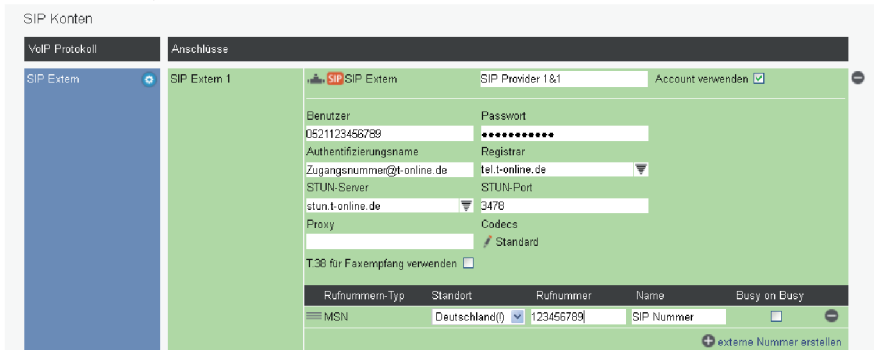 SIP Konten
VoIP Protokoll Anschlüsse
SIP Extern SIP Extern 1 SIP SIP Extern SIP Provider 1&1 Account verwenden
Benutzer Passwort
0521123456789 ●●●●●●●●●●●
Authentifizierungsname Registrar
Zugangsnummer@t-online.de tel.t-online.de
STUN-Server STUN-Port
stun.t-online.de 3478
Proxy Codecs
Standard
T.38 für Faxempfang verwenden
Rufnummern-Typ Standort Rufnummer Name Busy on Busy
MSN Deutschland(!) 123456789 SIP Nummer
externe Nummer erstellen